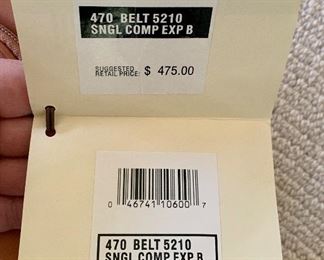 470 BELT 5210
SNGL COMP EXP B
SUGGESTED
RETAIL PRICE: $ 475.00
0 46741 10600 7
470 BELT 5210
SNGL COMP EXP B